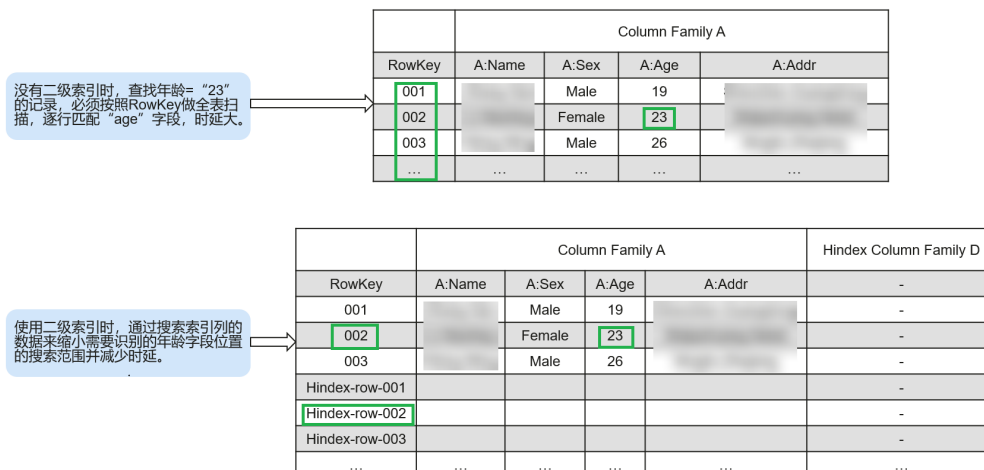 Column Family A
RowKey A:Name A:Sex A:Age A:Addr
001 Male 19
002 Female 23
003 Male 26
… … … … …
没有二级索引时，查找年龄=“23”
的记录，必须按照RowKey做全表扫
描，逐行匹配“age”字段，时延大。
Column Family A Hindex Column Family D
RowKey A:Name A:Sex A:Age A:Addr -
001 Male 19 -
002 Female 23 -
003 Male 26 -
Hindex-row-001 -
Hindex-row-002 -
Hindex-row-003 -
… … … … … …
使用二级索引时，通过搜索索引列的
数据来缩小需要识别的年龄字段位置
的搜索范围并减少时延。
.